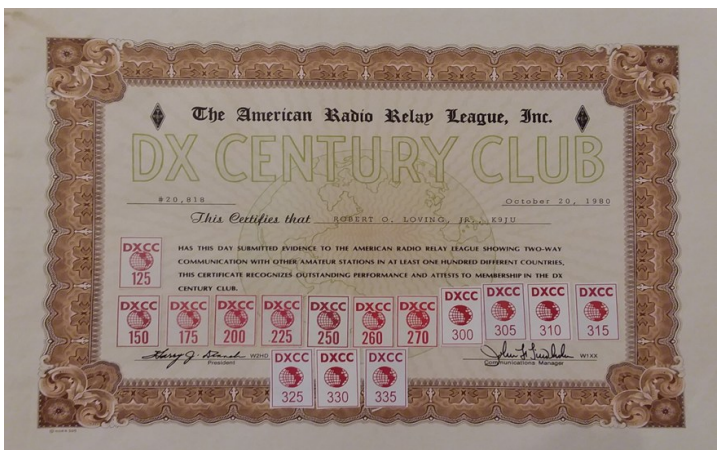 The American Radio Relay League, Inc.
DX CENTURY CLUB
#20,818
October 20, 1980
This Certifies that ROBERT O. LOVING, JR., K9JU
HAS THIS DAY SUBMITTED EVIDENCE TO THE AMERICAN RADIO RELAY LEAGUE SHOWING TWO-WAY
COMMUNICATION WITH OTHER AMATEUR STATIONS IN AT LEAST ONE HUNDRED DIFFERENT COUNTRIES,
THIS CERTIFICATE RECOGNIZES OUTSTANDING PERFORMANCE AND ATTESTS TO MEMBERSHIP IN THE DX
CENTURY CLUB.
DXCC
125
DXCC
150
DXCC
175
DXCC
200
DXCC
225
DXCC
250
DXCC
260
DXCC
270
DXCC
300
DXCC
305
DXCC
310
DXCC
315
W2HD
President
W1XX
Communications Manager
DXCC
325
DXCC
330
DXCC
335